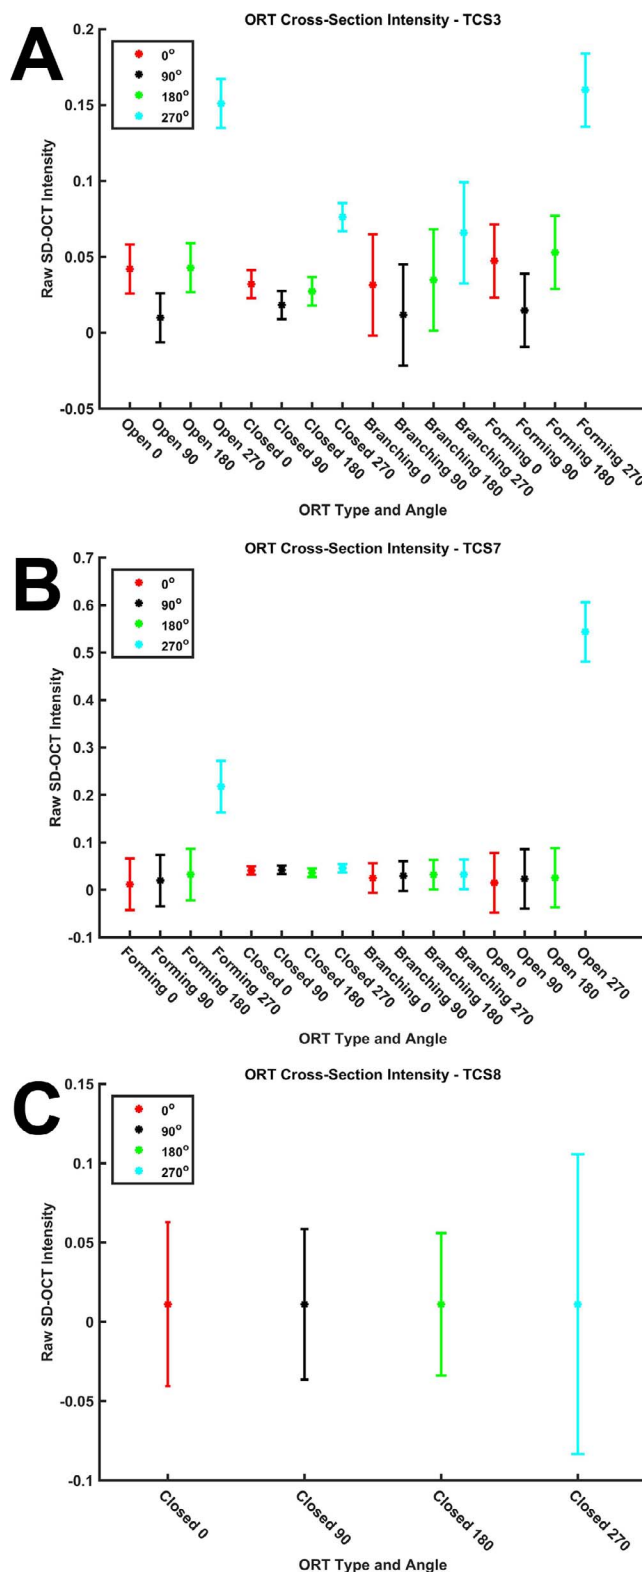 A
ORT Cross-Section Intensity - TCS3
0°
90°
180°
270°
0.2
0.15
0.1
0.05
0
-0.05
Raw SD-OCT Intensity
Open 0
Open 90
Open 180
Open 270
Closed 0
Closed 90
Closed 180
Closed 270
Branching 0
Branching 90
Branching 180
Branching 270
Forming 0
Forming 90
Forming 180
Forming 270
ORT Type and Angle
B
ORT Cross-Section Intensity - TCS7
0°
90°
180°
270°
0.7
0.6
0.5
0.4
0.3
0.2
0.1
0
-0.1
Raw SD-OCT Intensity
Forming 0
Forming 90
Forming 180
Forming 270
Closed 0
Closed 90
Closed 180
Closed 270
Branching 0
Branching 90
Branching 180
Branching 270
Open 0
Open 90
Open 180
Open 270
ORT Type and Angle
C
ORT Cross-Section Intensity - TCS8
0°
90°
180°
270°
0.15
0.1
0.05
0
-0.05
-0.1
Raw SD-OCT Intensity
Closed 0
Closed 90
Closed 180
Closed 270
ORT Type and Angle